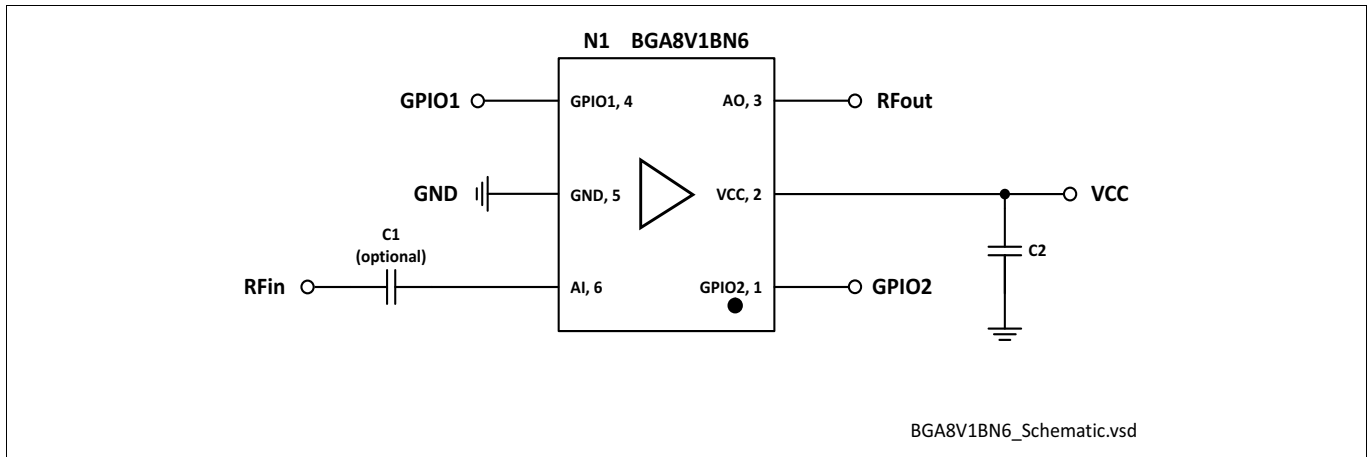 N1 BGA8V1BN6
GPIO1
GPIO1, 4
AO, 3
RFout
GND
GND, 5
VCC, 2
VCC
C1
(optional)
C2
RFin
AI, 6
GPIO2, 1
GPIO2
BGA8V1BN6_Schematic.vsd